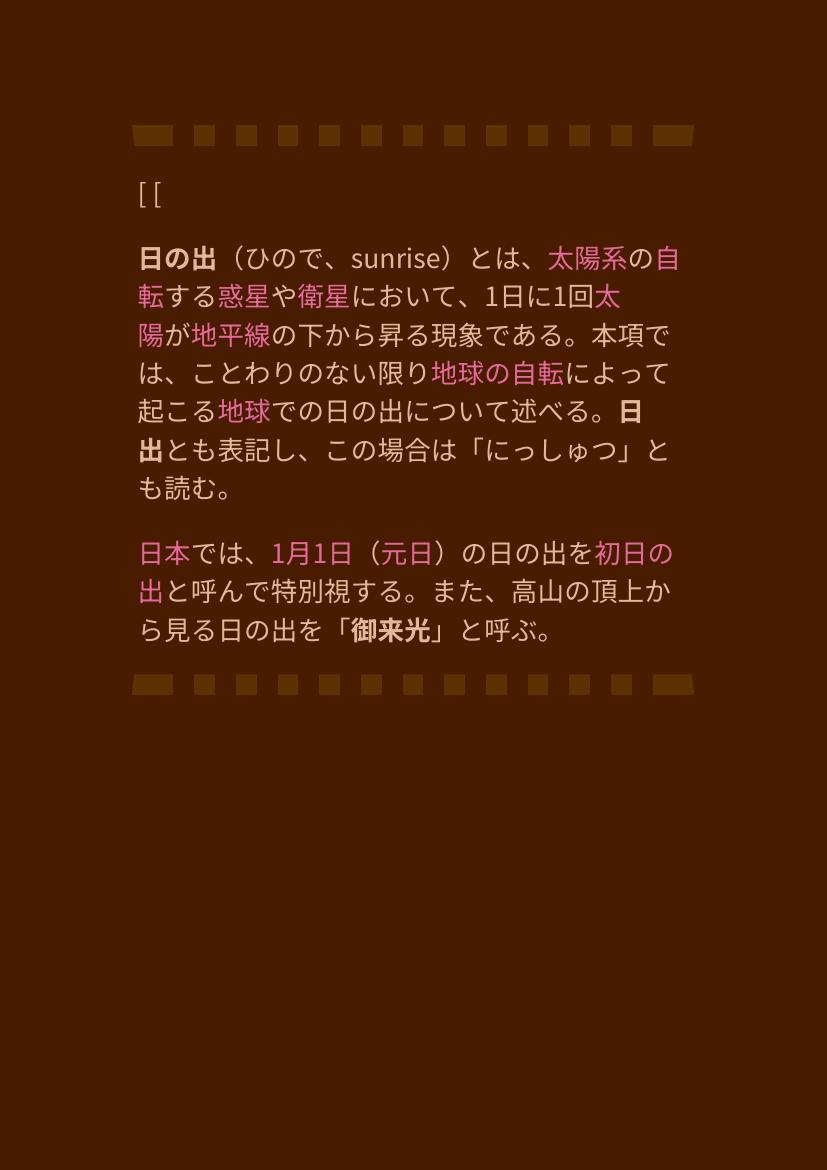 [ [
日の出（ひので、sunrise）とは、太陽系の自
転する惑星や衛星において、1日に1回太
陽が地平線の下から昇る現象である。本項で
は、ことわりのない限り地球の自転によって
起こる地球での日の出について述べる。日
出とも表記し、この場合は「にっしゅつ」と
も読む。
日本では、1月1日（元日）の日の出を初日の
出と呼んで特別視する。また、高山の頂上か
ら見る日の出を「御来光」と呼ぶ。